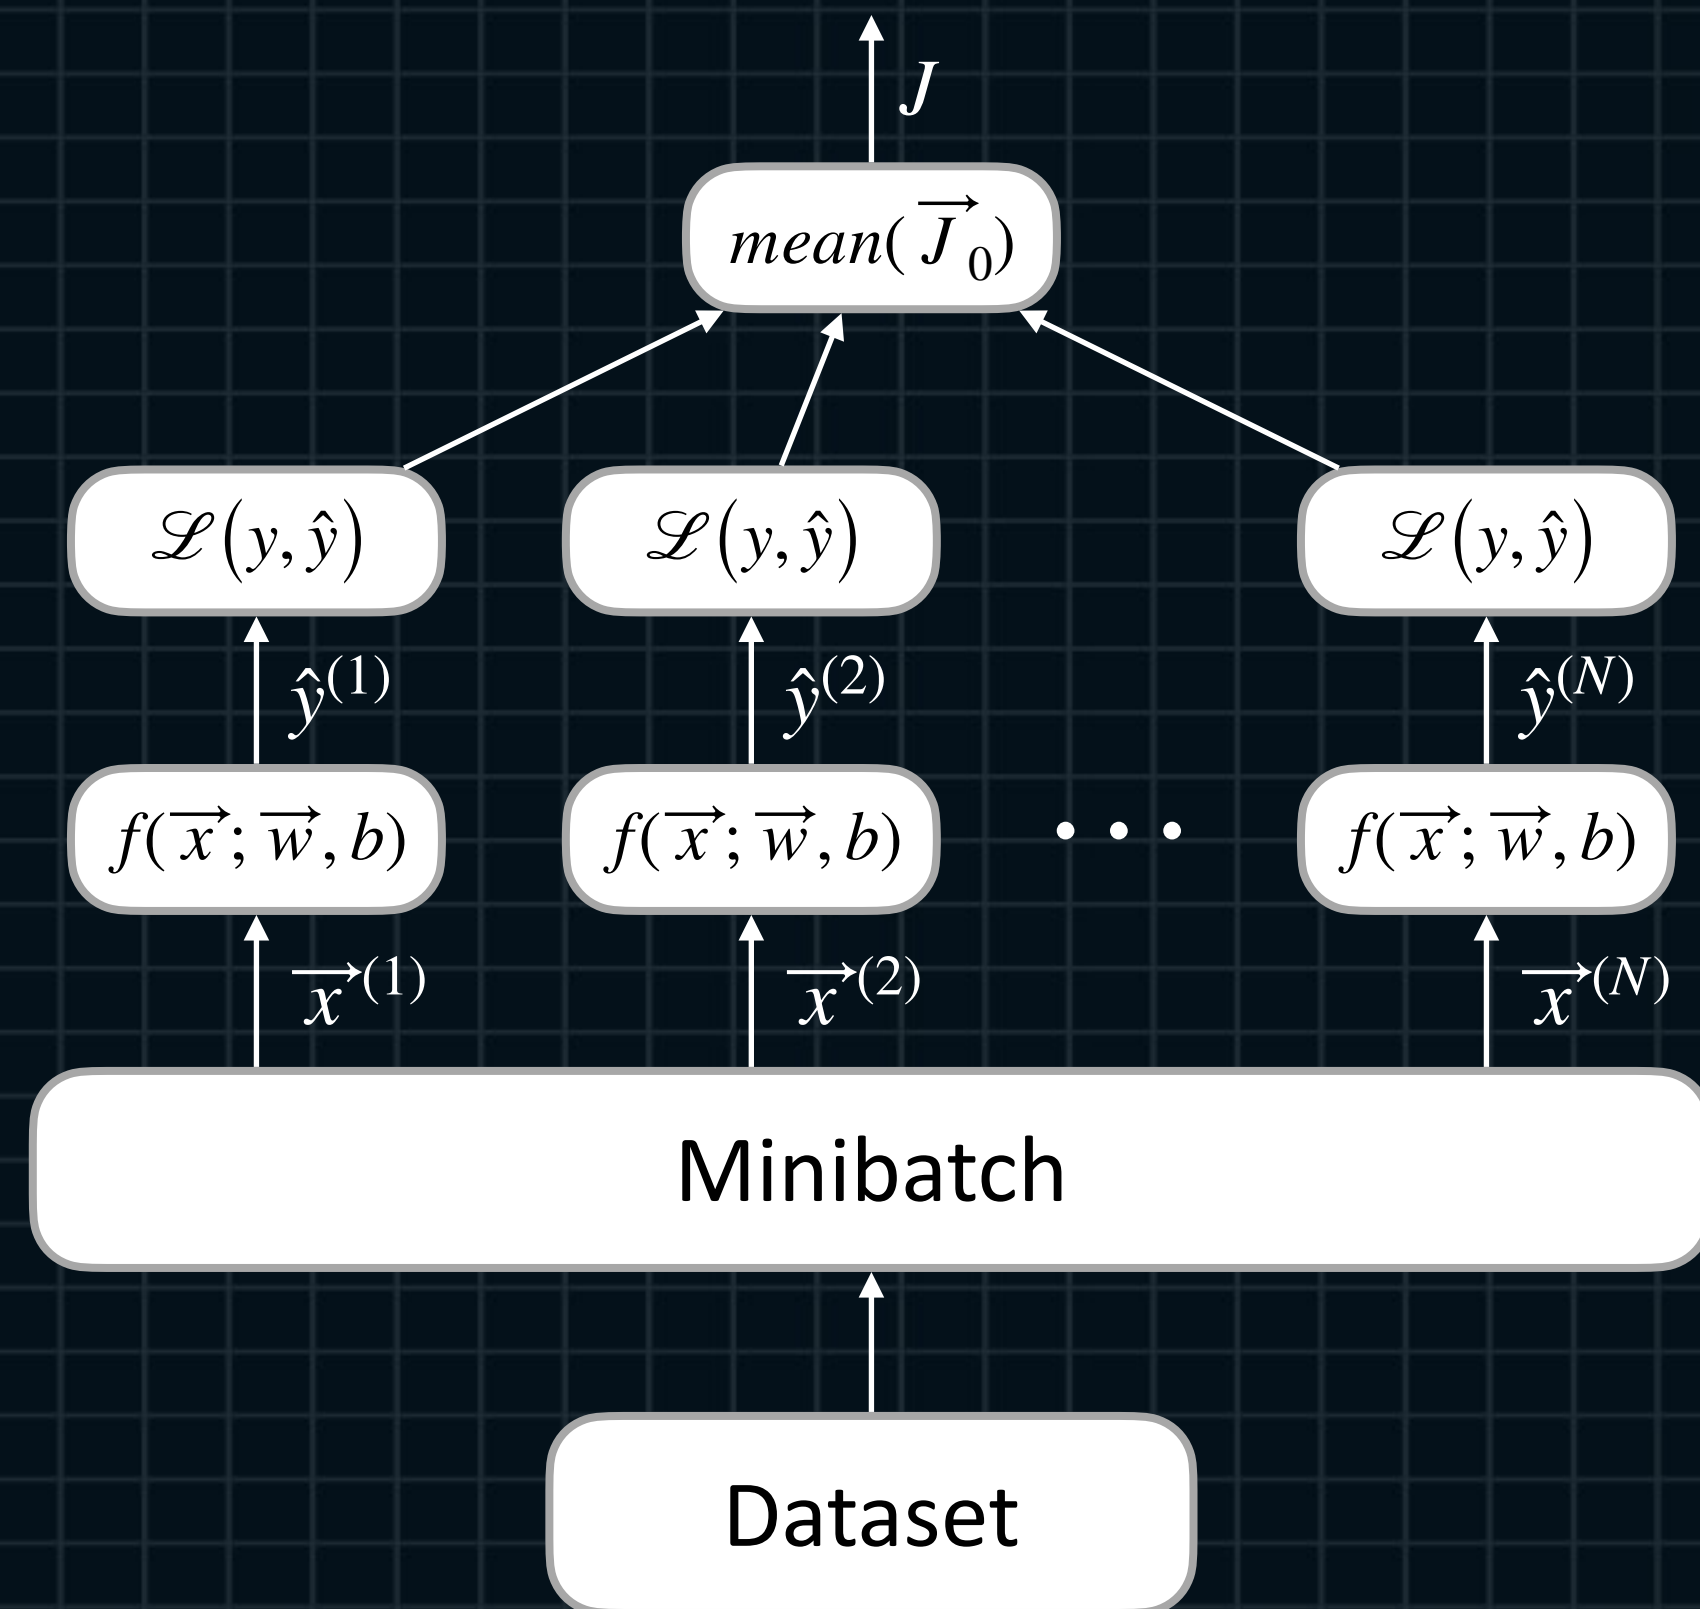 J
mean(J⃗₀)
ℒ(y, ŷ) ℒ(y, ŷ) ℒ(y, ŷ)
ŷ⁽¹⁾ ŷ⁽²⁾ ŷ⁽ᴺ⁾
f(x⃗; w⃗, b) f(x⃗; w⃗, b) • • • f(x⃗; w⃗, b)
x⃗⁽¹⁾ x⃗⁽²⁾ x⃗⁽ᴺ⁾
Minibatch
Dataset